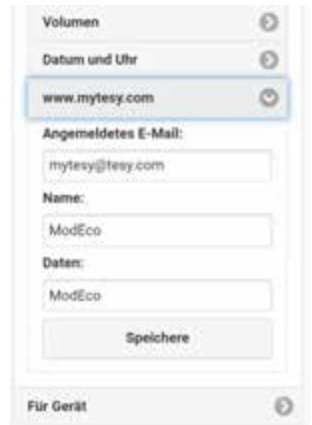 Volumen
Datum und Uhr
www.mytesy.com
Angemeldetes E-Mail:
mytesy@tesy.com
Name:
ModEco
Daten:
ModEco
Speichere
Für Gerät